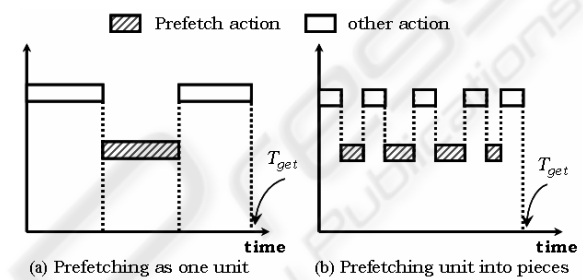 Prefetch action other action
T_get T_get
time time
(a) Prefetching as one unit (b) Prefetching unit into pieces